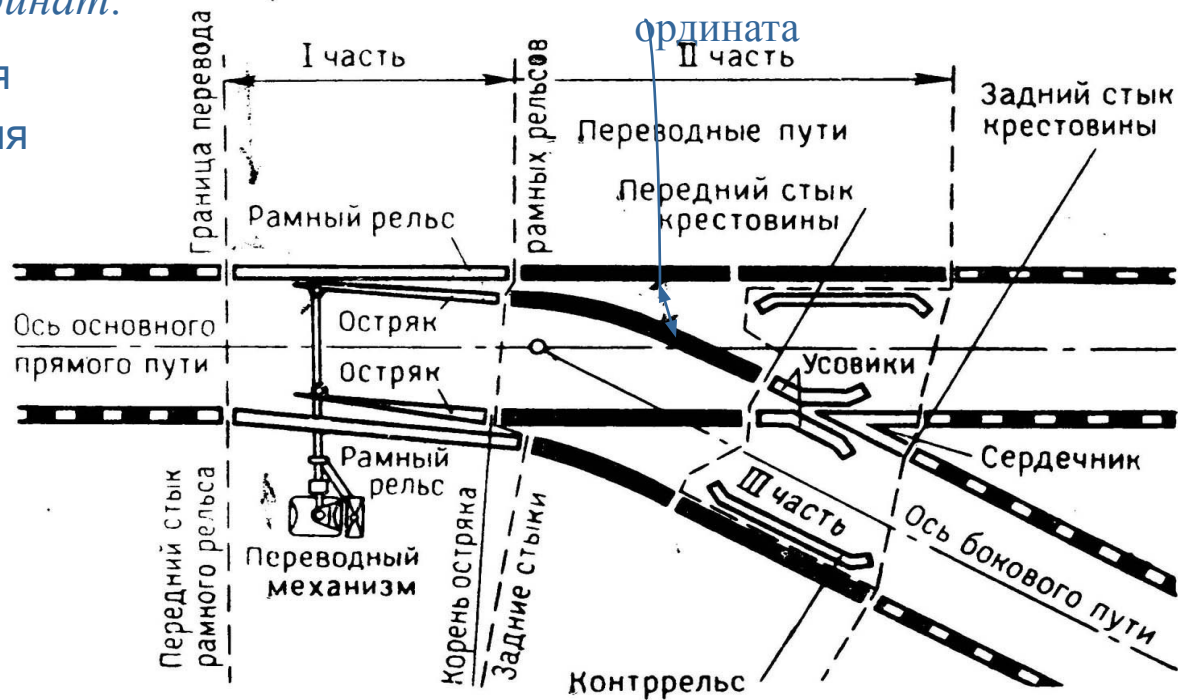 динат.
ордината
я
ия
I часть
II часть
Граница перевода
рамных рельсов
Переводные пути
Задний стык
крестовины
Передний стык
крестовины
Рамный рельс
Остряк
Ось основного
прямого пути
Остряк
Усовики
Сердечник
Рамный
рельс
III часть
Ось бокового пути
Переводный
механизм
Передний стык
рамного рельса
Корень остряка
Задние стыки
Контррельс